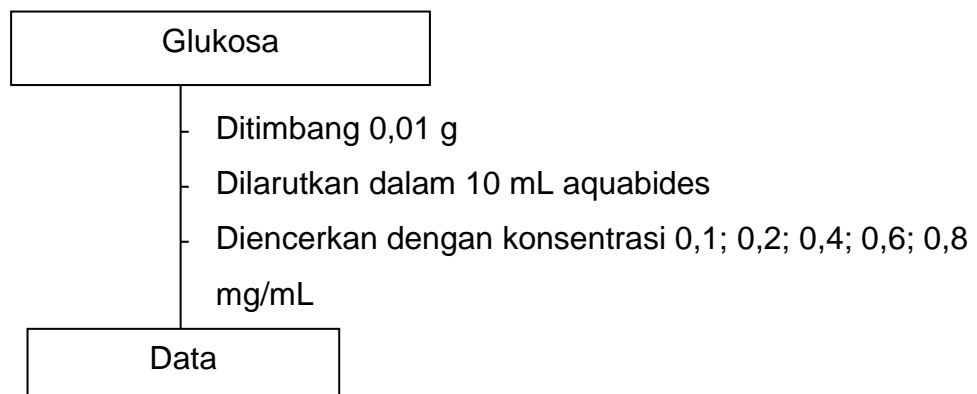 Glukosa
- Ditimbang 0,01 g
- Dilarutkan dalam 10 mL aquabides
- Diencerkan dengan konsentrasi 0,1; 0,2; 0,4; 0,6; 0,8
mg/mL
Data